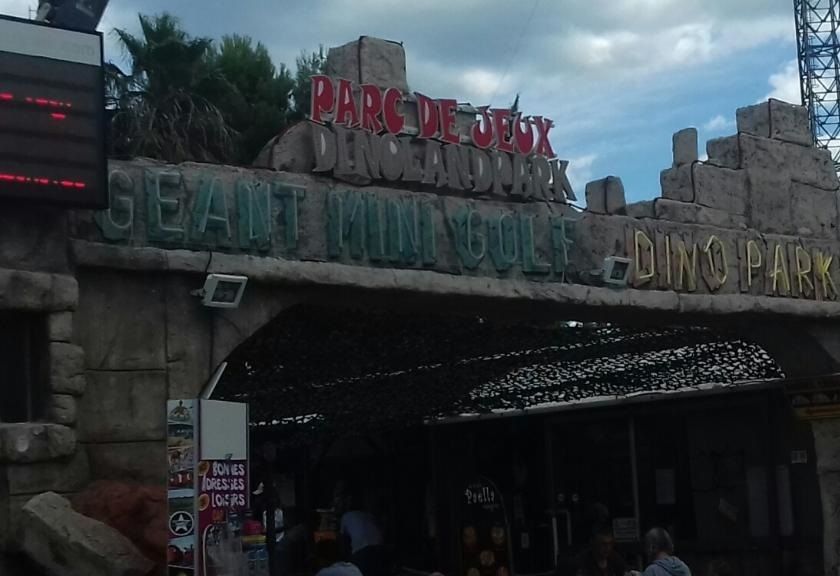 PARC DE JEUX
DINOLANDPARK
GEANT MINI GOLF
DINO PARK
BONNES
ADRESSES
LOISIRS
Paella